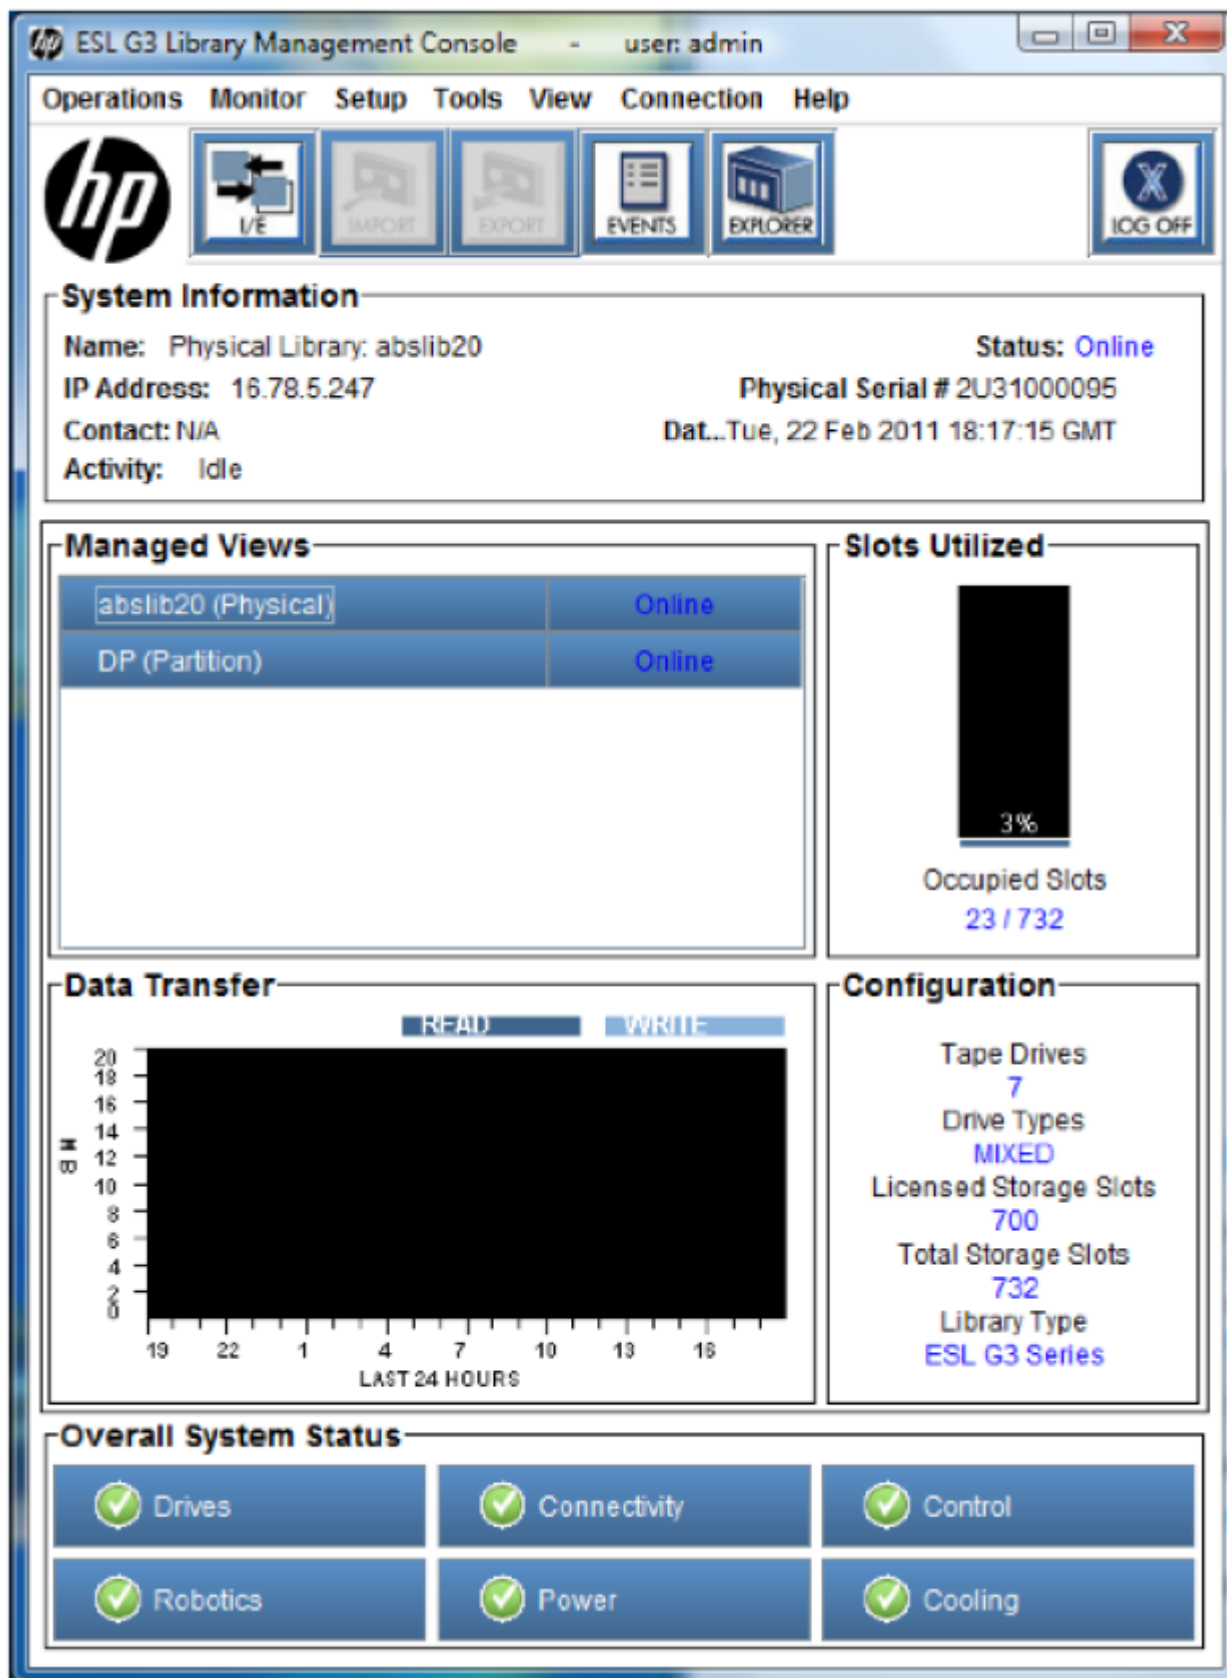 ESL G3 Library Management Console - user: admin
Operations Monitor Setup Tools View Connection Help
hp I/E IMPORT EXPORT EVENTS EXPLORER X LOG OFF
System Information
Name: Physical Library: abslib20 Status: Online
IP Address: 16.78.5.247 Physical Serial # 2U31000095
Contact: N/A Dat...Tue, 22 Feb 2011 18:17:15 GMT
Activity: Idle
Managed Views
abslib20 (Physical) Online
DP (Partition) Online
Slots Utilized
3%
Occupied Slots
23 / 732
Data Transfer
READ WRITE
20
18
16
14
12
10
8
6
4
2
0
MB
19 22 1 4 7 10 13 16
LAST 24 HOURS
Configuration
Tape Drives
7
Drive Types
MIXED
Licensed Storage Slots
700
Total Storage Slots
732
Library Type
ESL G3 Series
Overall System Status
Drives Connectivity Control
Robotics Power Cooling